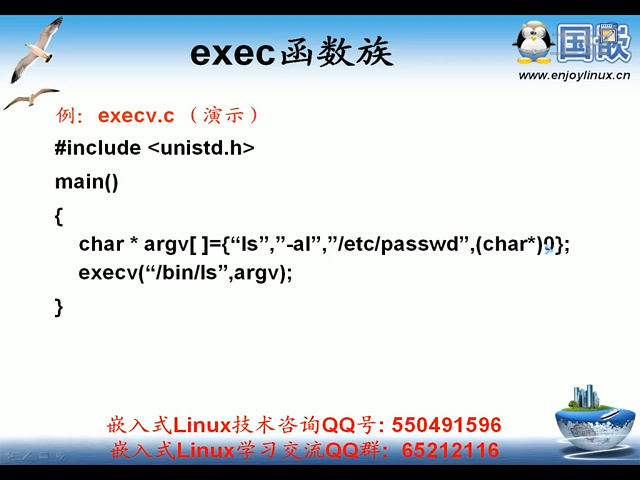 exec函数族
国嵌
www.enjoylinux.cn
例: execv.c （演示）
#include <unistd.h>
main()
{
char * argv[ ]={“ls”,”-al”,”/etc/passwd”,(char*)0};
execv(“/bin/ls”,argv);
}
嵌入式Linux技术咨询QQ号: 550491596
嵌入式Linux学习交流QQ群: 65212116